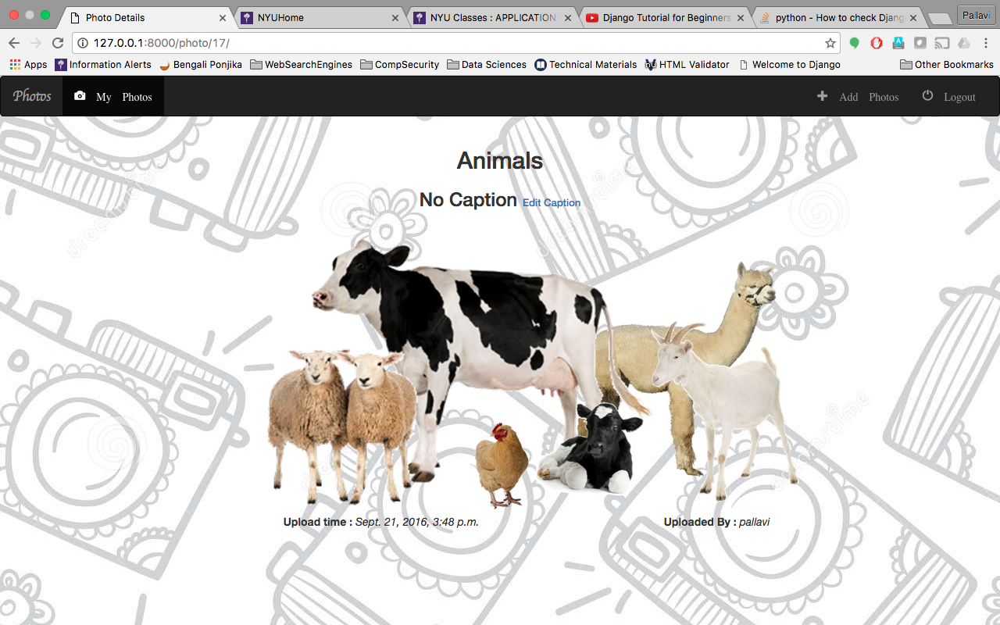 Photo Details
NYUHome
NYU Classes : APPLICATION
Django Tutorial for Beginners
python - How to check Djang
Pallavi
127.0.0.1:8000/photo/17/
Apps
Information Alerts
Bengali Ponjika
WebSearchEngines
CompSecurity
Data Sciences
Technical Materials
HTML Validator
Welcome to Django
Other Bookmarks
Photos
My Photos
Add Photos
Logout
Animals
No Caption Edit Caption
Upload time : Sept. 21, 2016, 3:48 p.m.
Uploaded By : pallavi
dreamstime
dreamstime
dreamstime